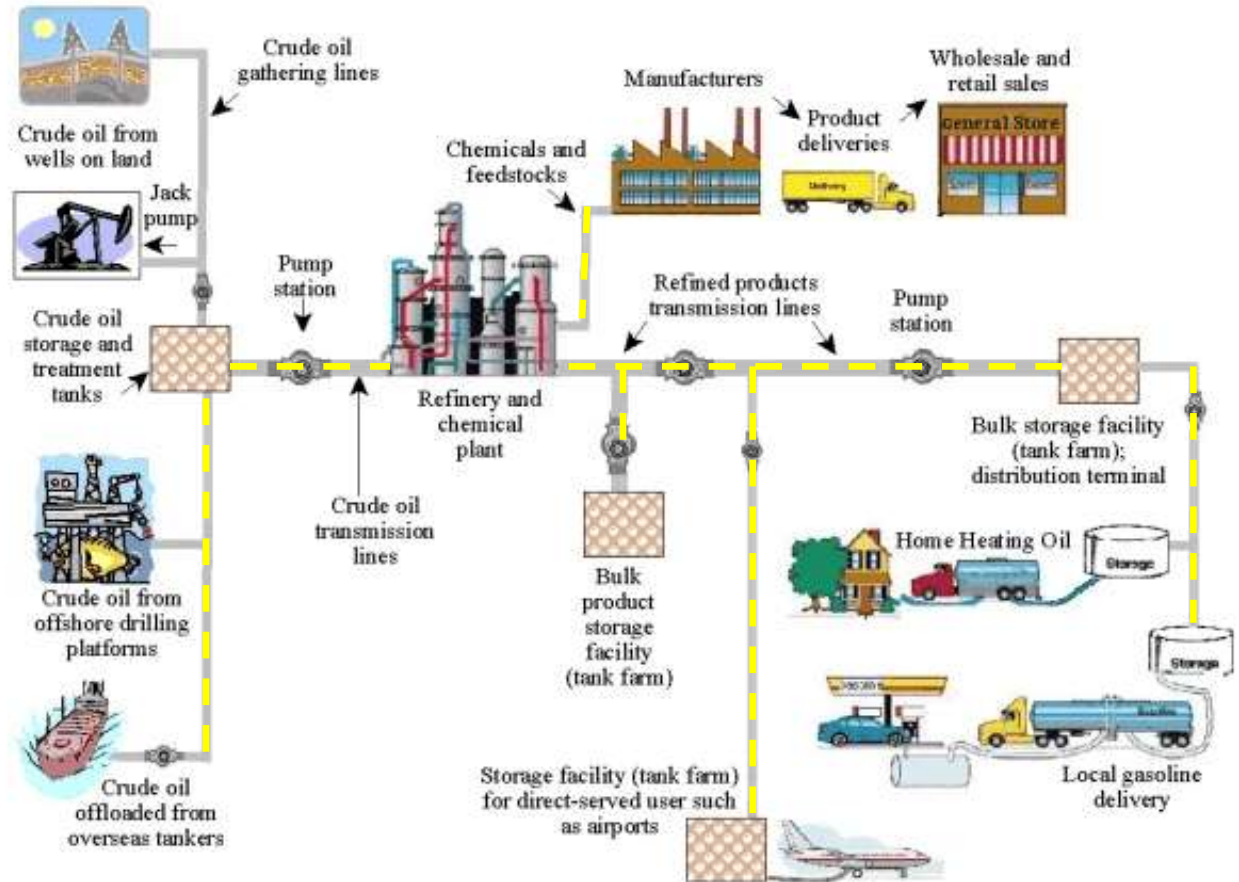 Crude oil
gathering lines
Manufacturers
Wholesale and
retail sales
Product
deliveries
General Store
Crude oil from
wells on land
Chemicals and
feedstocks
Delivery
Jack
pump
Pump
station
Refined products
transmission lines
Pump
station
Crude oil
storage and
treatment
tanks
Refinery and
chemical
plant
Bulk storage facility
(tank farm);
distribution terminal
Crude oil
transmission
lines
Home Heating Oil
Storage
Bulk
product
storage
facility
(tank farm)
Crude oil from
offshore drilling
platforms
Storage
Crude oil
offloaded from
overseas tankers
Storage facility (tank farm)
for direct-served user such
as airports
Local gasoline
delivery